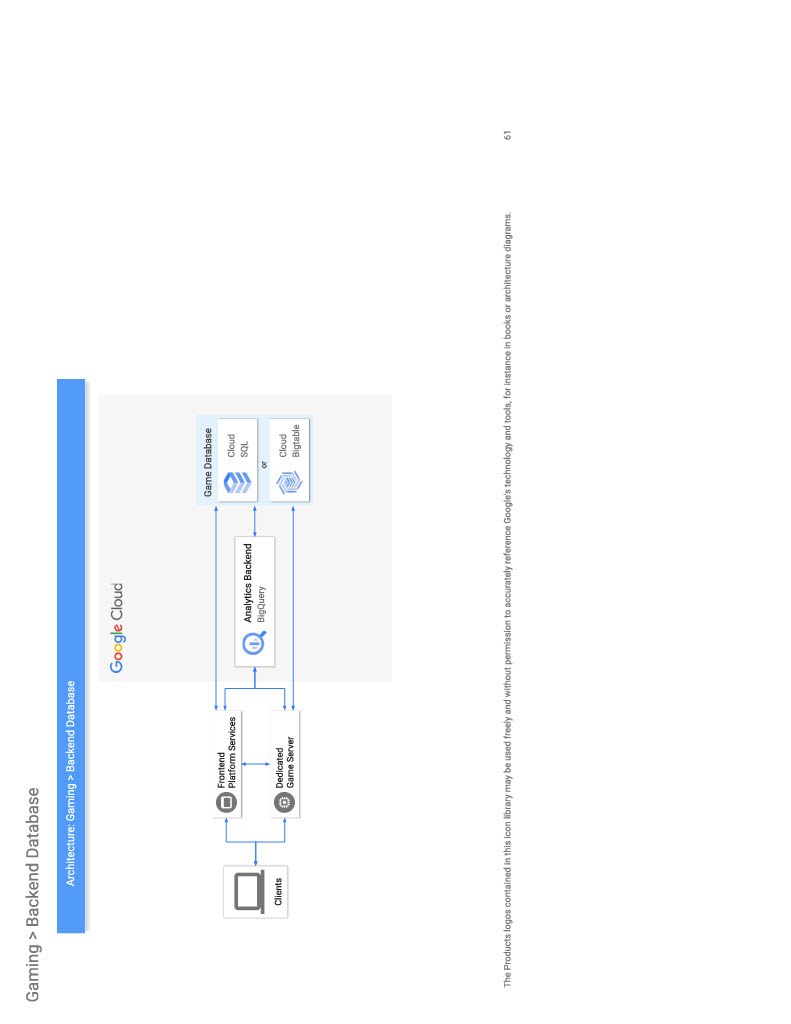 Gaming > Backend Database
Architecture: Gaming > Backend Database
Google Cloud
Clients
Frontend
Platform Services
Dedicated
Game Server
Analytics Backend
BigQuery
Game Database
Cloud
SQL
or
Cloud
Bigtable
The Products logos contained in this icon library may be used freely and without permission to accurately reference Google's technology and tools, for instance in books or architecture diagrams.
61